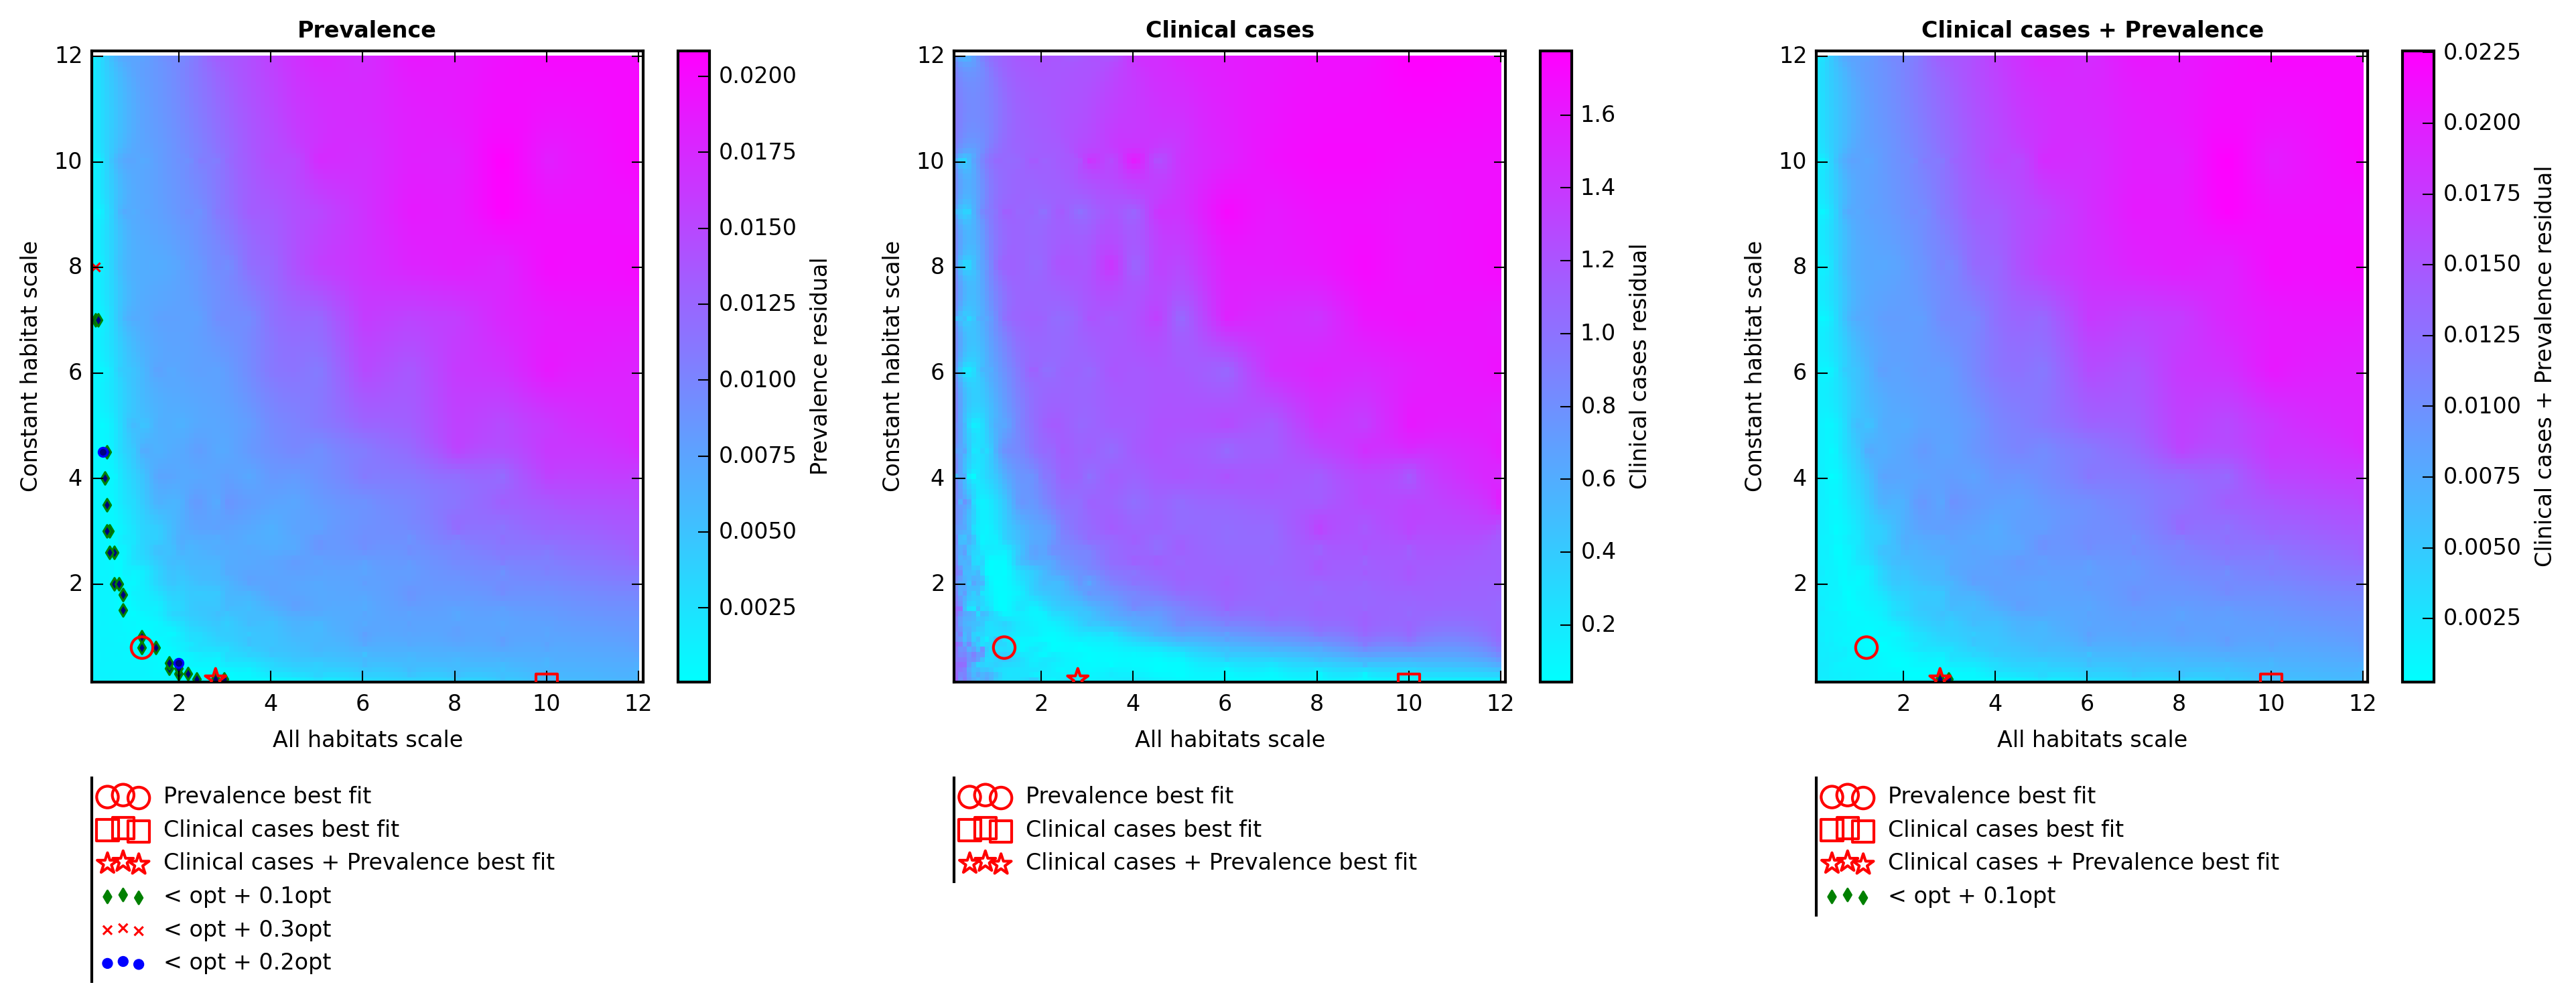 Prevalence
12
10
8
6
4
2
Constant habitat scale
2 4 6 8 10 12
All habitats scale
0.0200
0.0175
0.0150
0.0125
0.0100
0.0075
0.0050
0.0025
Prevalence residual
Prevalence best fit
Clinical cases best fit
Clinical cases + Prevalence best fit
< opt + 0.1opt
< opt + 0.3opt
< opt + 0.2opt
Clinical cases
12
10
8
6
4
2
Constant habitat scale
2 4 6 8 10 12
All habitats scale
1.6
1.4
1.2
1.0
0.8
0.6
0.4
0.2
Clinical cases residual
Prevalence best fit
Clinical cases best fit
Clinical cases + Prevalence best fit
Clinical cases + Prevalence
12
10
8
6
4
2
Constant habitat scale
2 4 6 8 10 12
All habitats scale
0.0225
0.0200
0.0175
0.0150
0.0125
0.0100
0.0075
0.0050
0.0025
Clinical cases + Prevalence residual
Prevalence best fit
Clinical cases best fit
Clinical cases + Prevalence best fit
< opt + 0.1opt